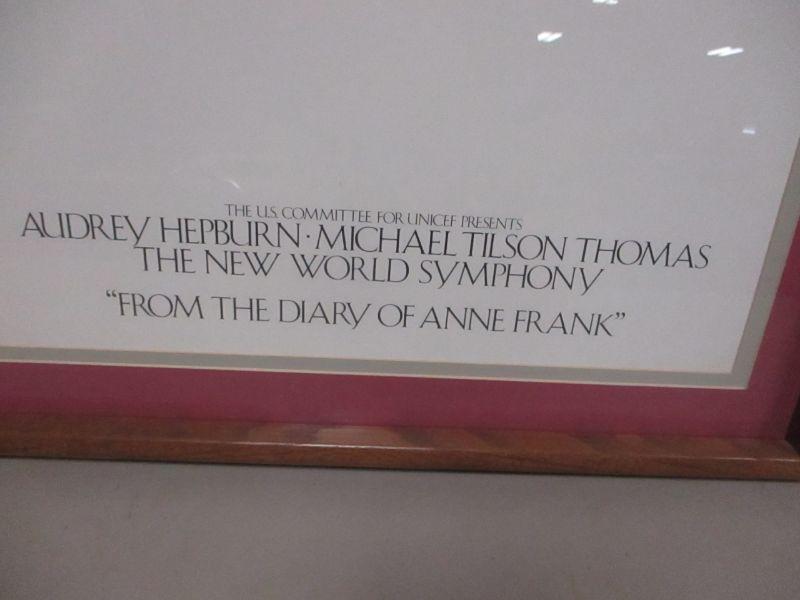 THE U.S. COMMITTEE FOR UNICEF PRESENTS
AUDREY HEPBURN · MICHAEL TILSON THOMAS
THE NEW WORLD SYMPHONY
“FROM THE DIARY OF ANNE FRANK”